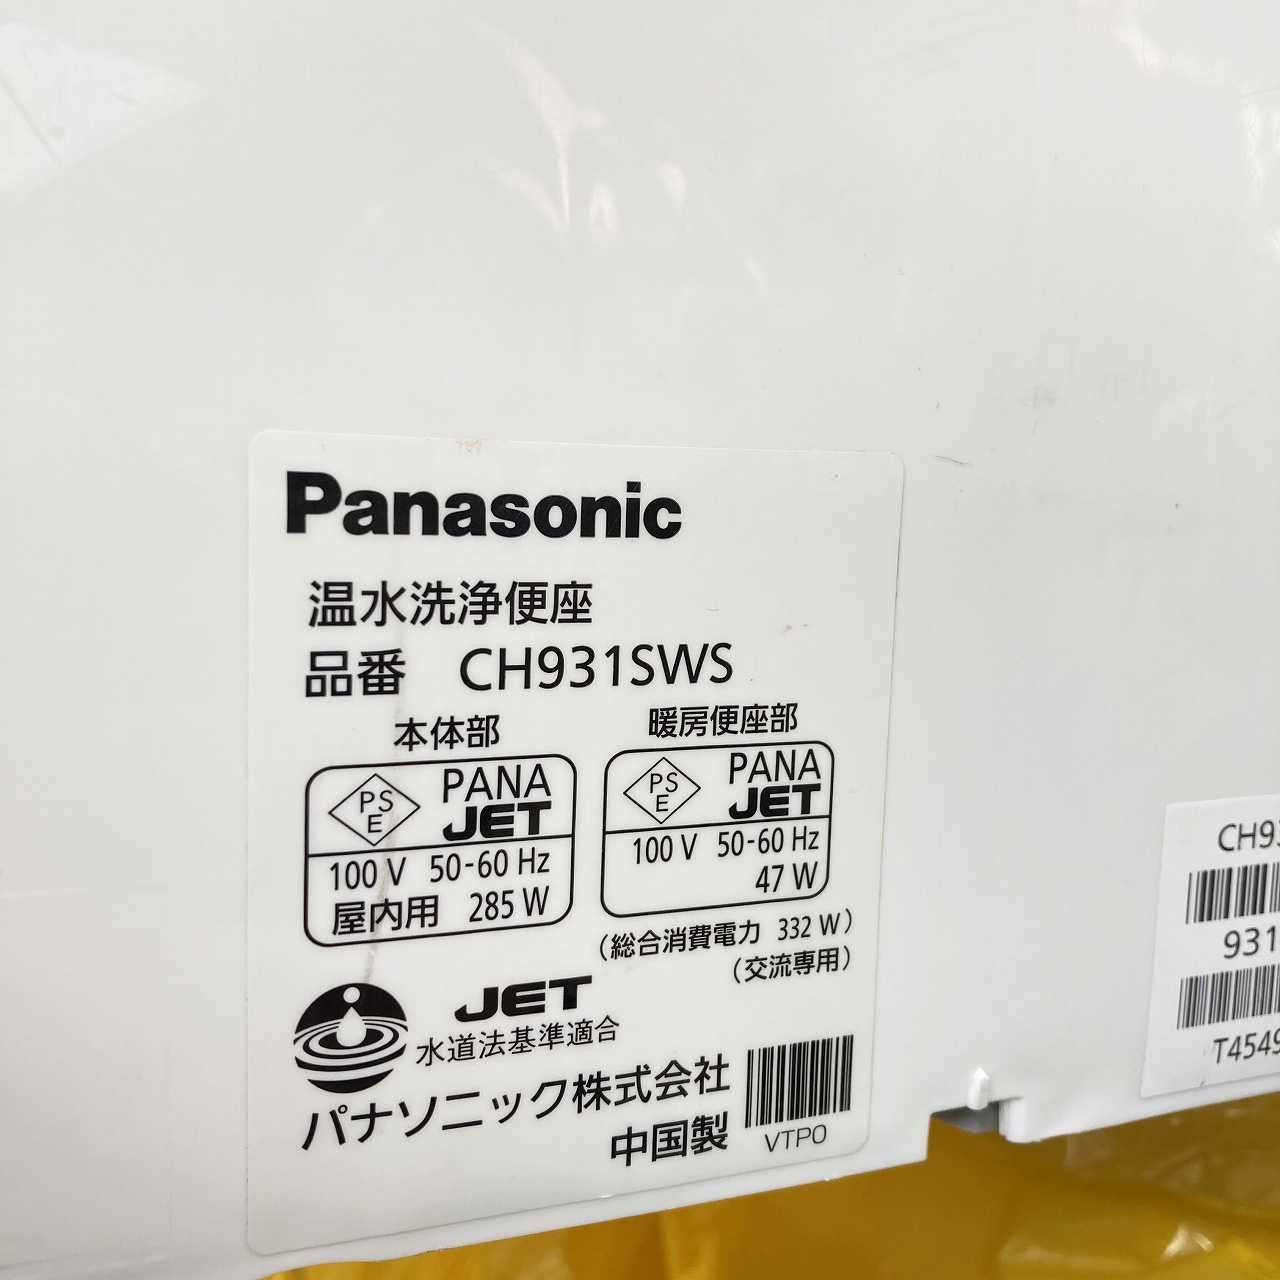 Panasonic
温水洗浄便座
品番 CH931SWS
本体部
PS
E
PANA
JET
100 V 50-60 Hz
屋内用 285 W
暖房便座部
PS
E
PANA
JET
100 V 50-60 Hz
47 W
（総合消費電力 332 W）
（交流専用）
JET
水道法基準適合
パナソニック株式会社
中国製
VTPO
CH93
931
T4549